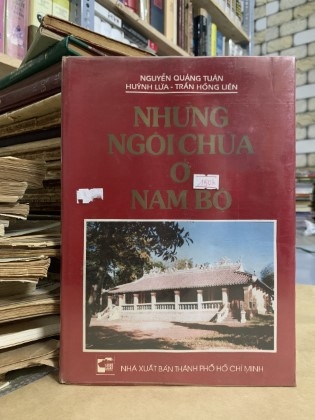 NGUYỄN QUẢNG TUÂN
HUỲNH LỨA - TRẦN HỒNG LIÊN
NHỮNG
NGÔI CHÙA
Ở
NAM BỘ
NHÀ XUẤT BẢN THÀNH PHỐ HỒ CHÍ MINH